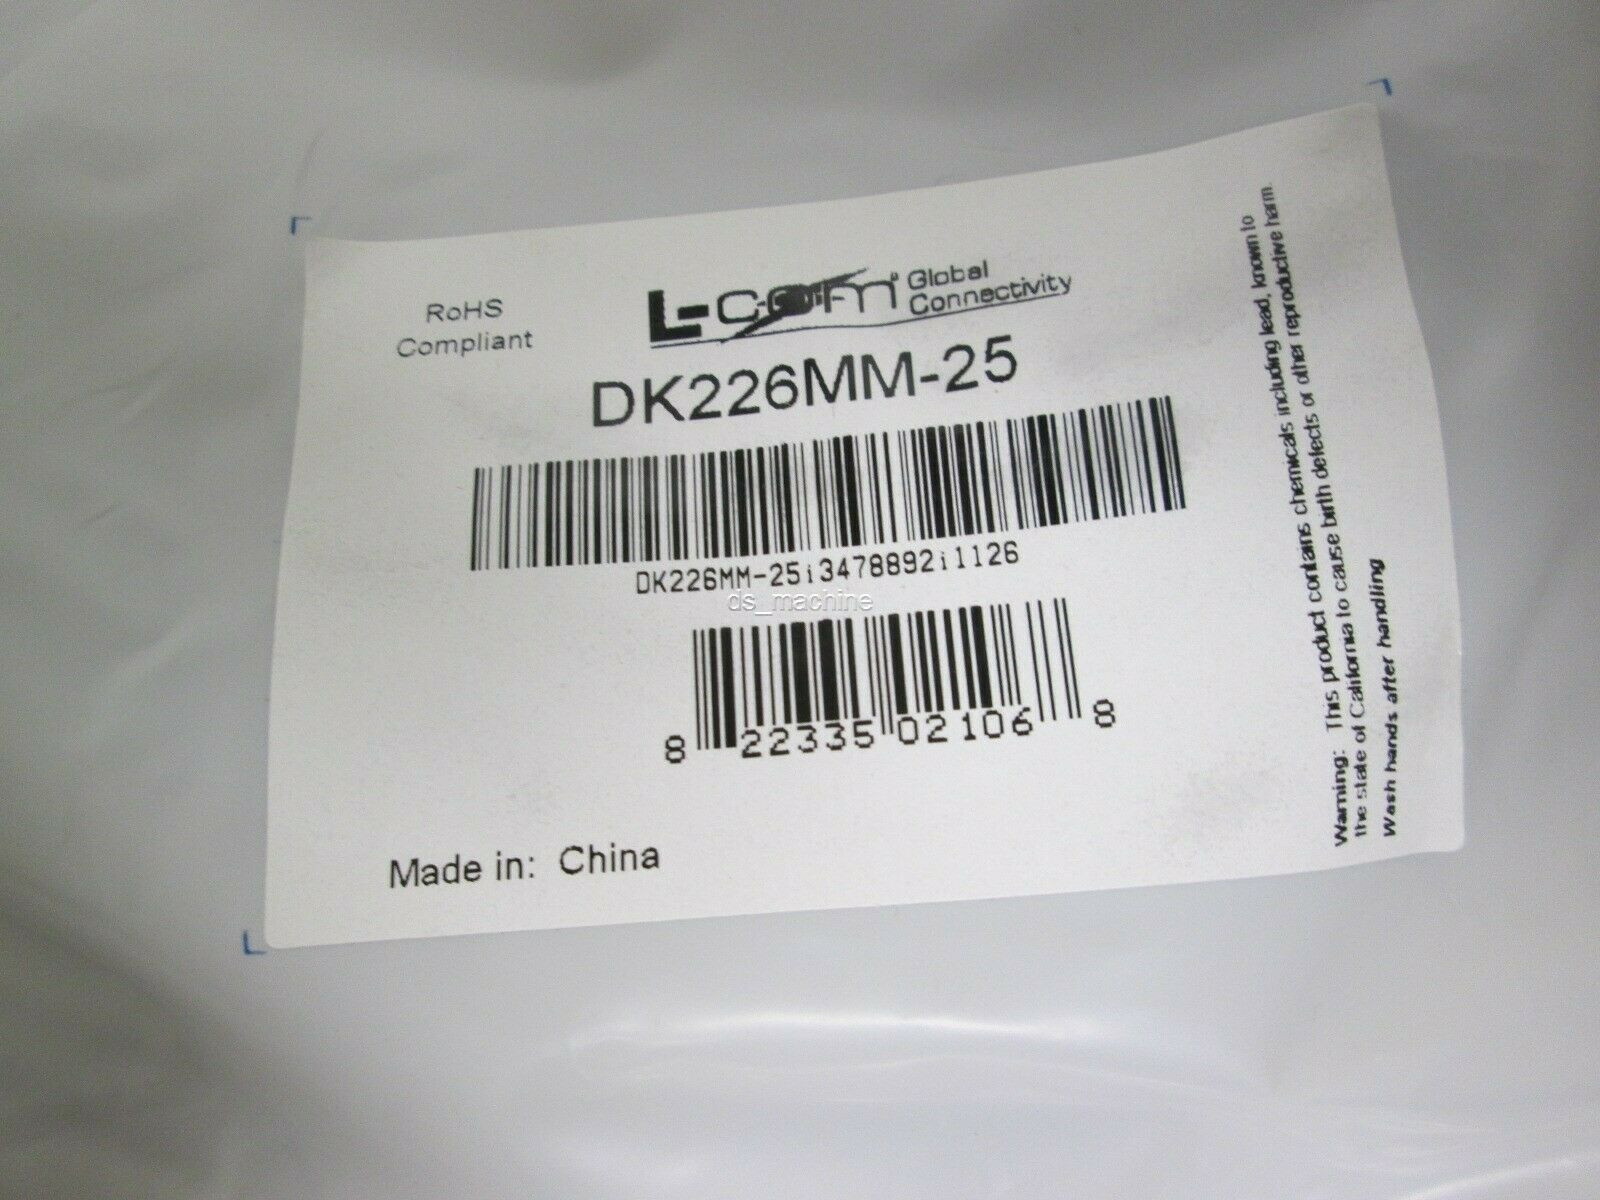 RoHS
Compliant
L-com® Global
Connectivity
DK226MM-25
DK226MM-25i3478892i1126
ds_machine
8 22335 02106 8
Made in: China
Warning: This product contains chemicals including lead, known to
the state of California to cause birth defects or other reproductive harm.
Wash hands after handling